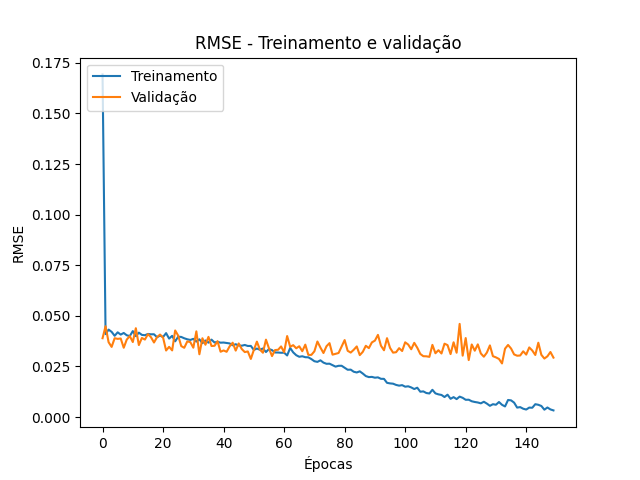 RMSE - Treinamento e validação
Treinamento
Validação
RMSE
0.175
0.150
0.125
0.100
0.075
0.050
0.025
0.000
0 20 40 60 80 100 120 140
Épocas